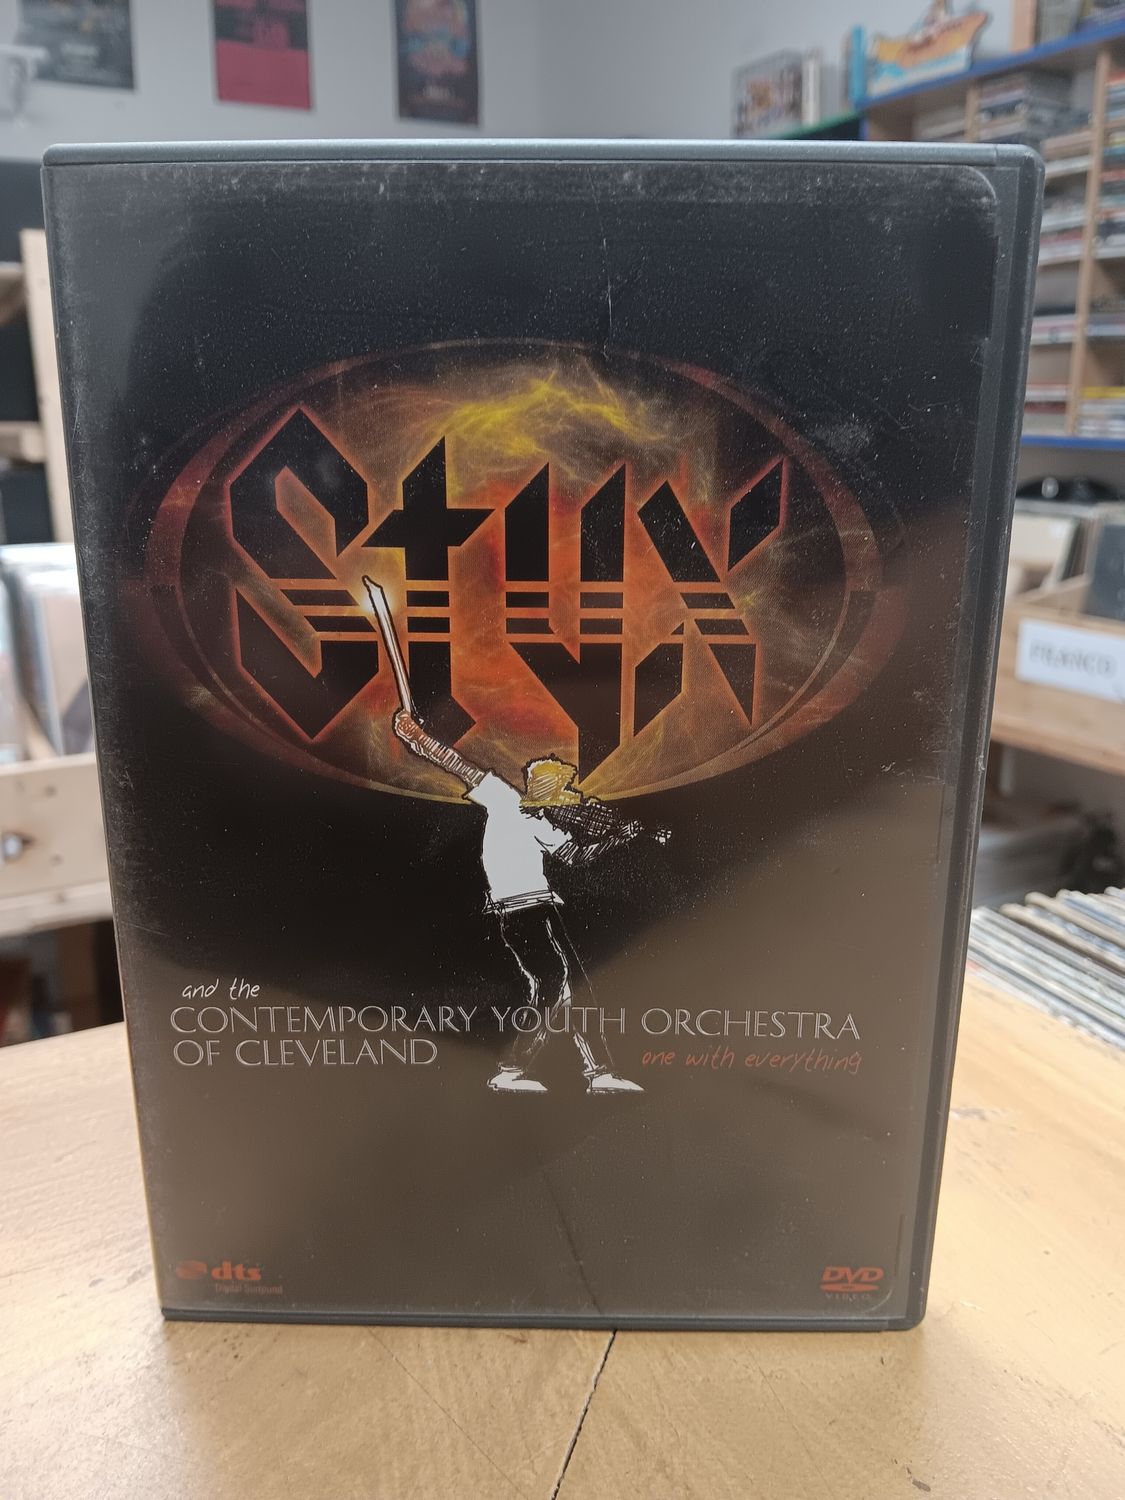 Styx
and the
CONTEMPORARY YOUTH ORCHESTRA
OF CLEVELAND
one with everything
dts
Digital Surround
DVD
VIDEO
FRANCO